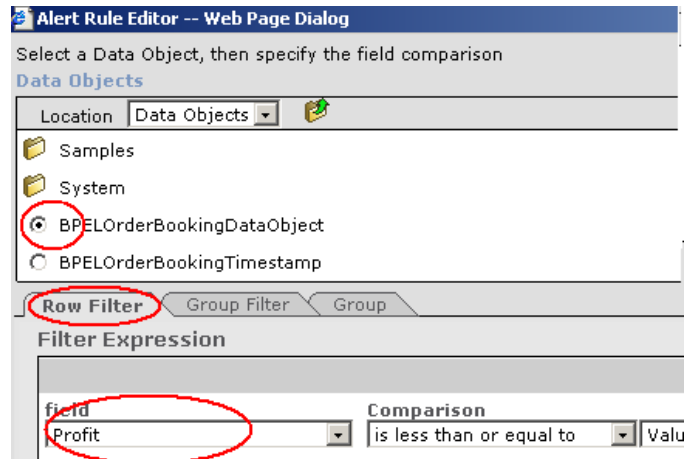 Alert Rule Editor -- Web Page Dialog
Select a Data Object, then specify the field comparison
Data Objects
Location Data Objects
Samples
System
BPELOrderBookingDataObject
BPELOrderBookingTimestamp
Row Filter Group Filter Group
Filter Expression
field Comparison
Profit is less than or equal to